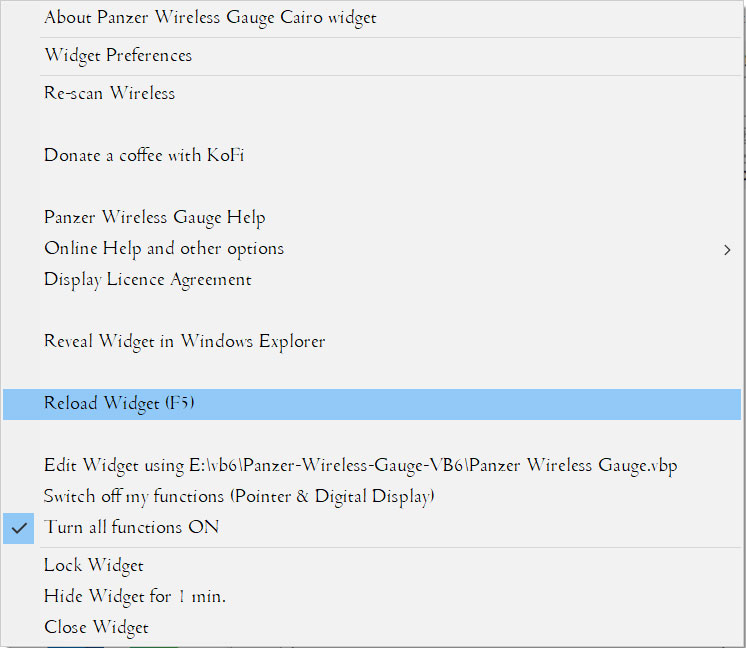 About Panzer Wireless Gauge Cairo widget
Widget Preferences
Re-scan Wireless
Donate a coffee with KoFi
Panzer Wireless Gauge Help
Online Help and other options
Display Licence Agreement
Reveal Widget in Windows Explorer
Reload Widget (F5)
Edit Widget using E:\vb6\Panzer-Wireless-Gauge-VB6\Panzer Wireless Gauge.vbp
Switch off my functions (Pointer & Digital Display)
Turn all functions ON
Lock Widget
Hide Widget for 1 min.
Close Widget